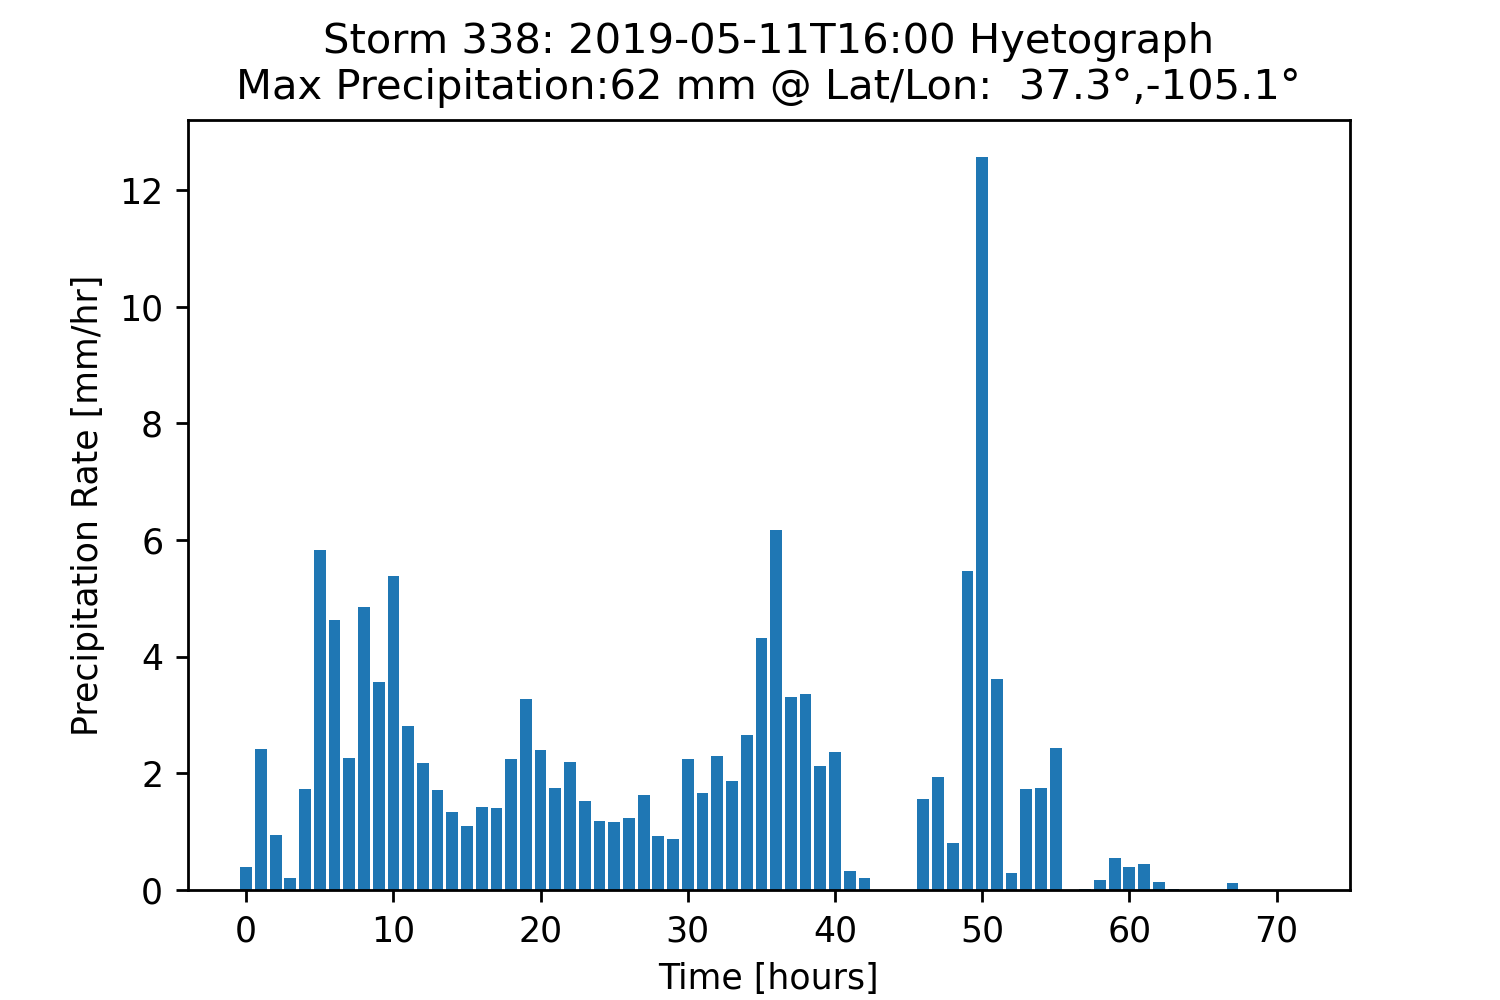 Storm 338: 2019-05-11T16:00 Hyetograph
Max Precipitation:62 mm @ Lat/Lon:  37.3°,-105.1°
Precipitation Rate [mm/hr]
12
10
8
6
4
2
0
0 10 20 30 40 50 60 70
Time [hours]